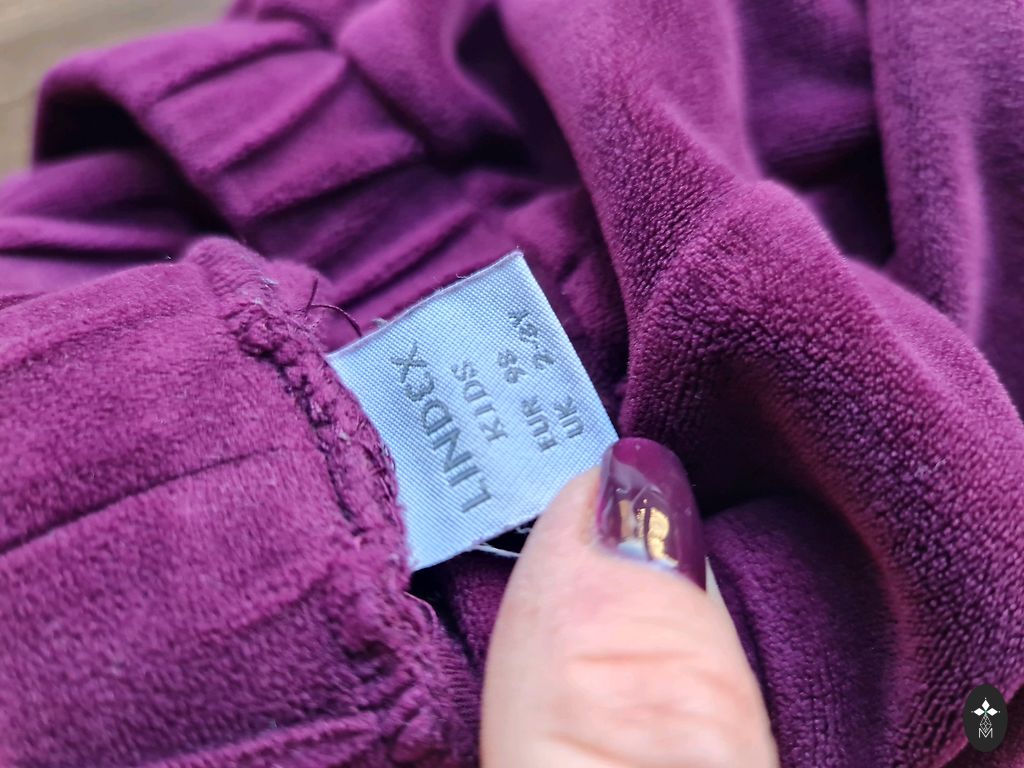 LINDEX
KIDS
EUR 98
UK 2-3Y
M